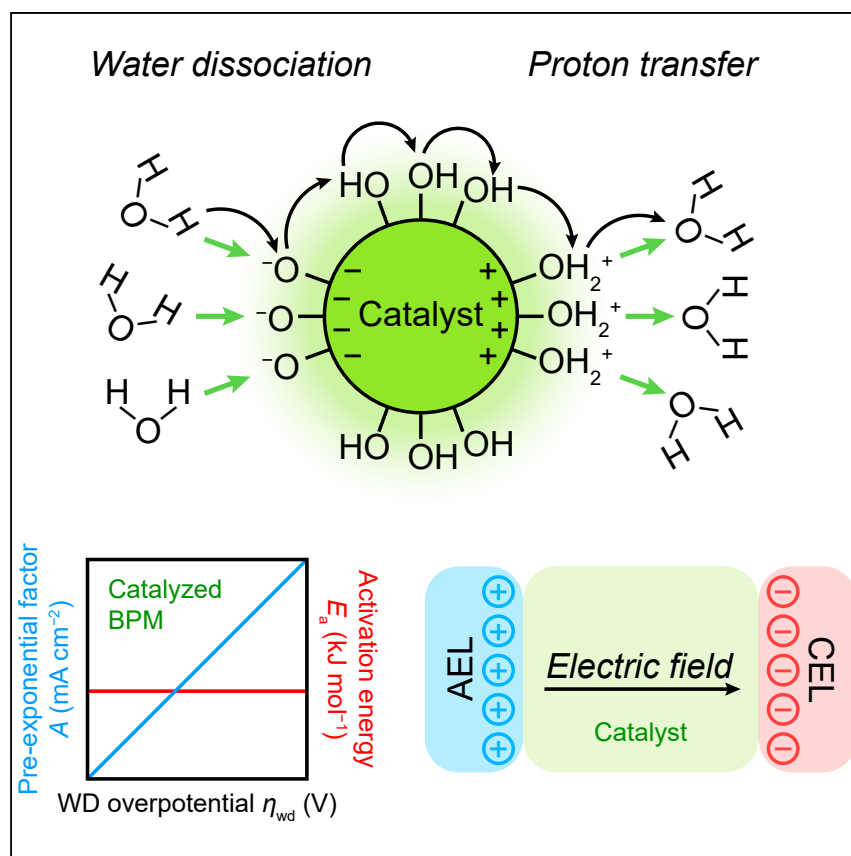 Water dissociation
Proton transfer
HO
OH
OH
H
O
H
⁻O
−
+
OH₂⁺
H
O
H
H
O
H
⁻O
−
−
Catalyst
+
+
OH₂⁺
H
O
H
H
H
O
⁻O
−
−
+
+
OH₂⁺
O
H
H
HO
OH
OH
Pre-exponential factor
A (mA cm⁻²)
Catalyzed
BPM
Activation energy
Eₐ (kJ mol⁻¹)
WD overpotential η_wd (V)
AEL
+
+
+
+
+
Electric field
Catalyst
−
−
−
−
−
CEL